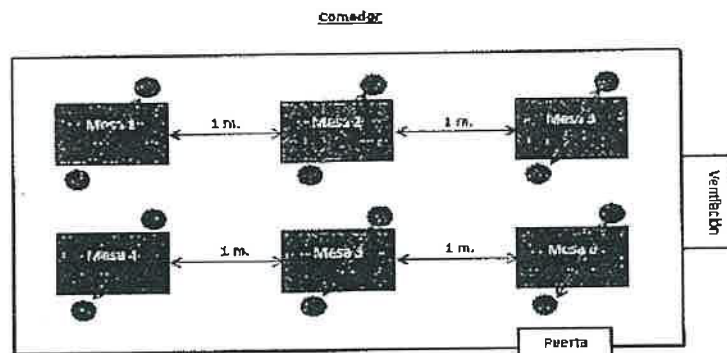 Comedor
Mesa 1
1 m.
Mesa 2
1 m.
Mesa 3
Ventilación
Mesa 4
1 m.
Mesa 5
1 m.
Mesa 6
Puerta